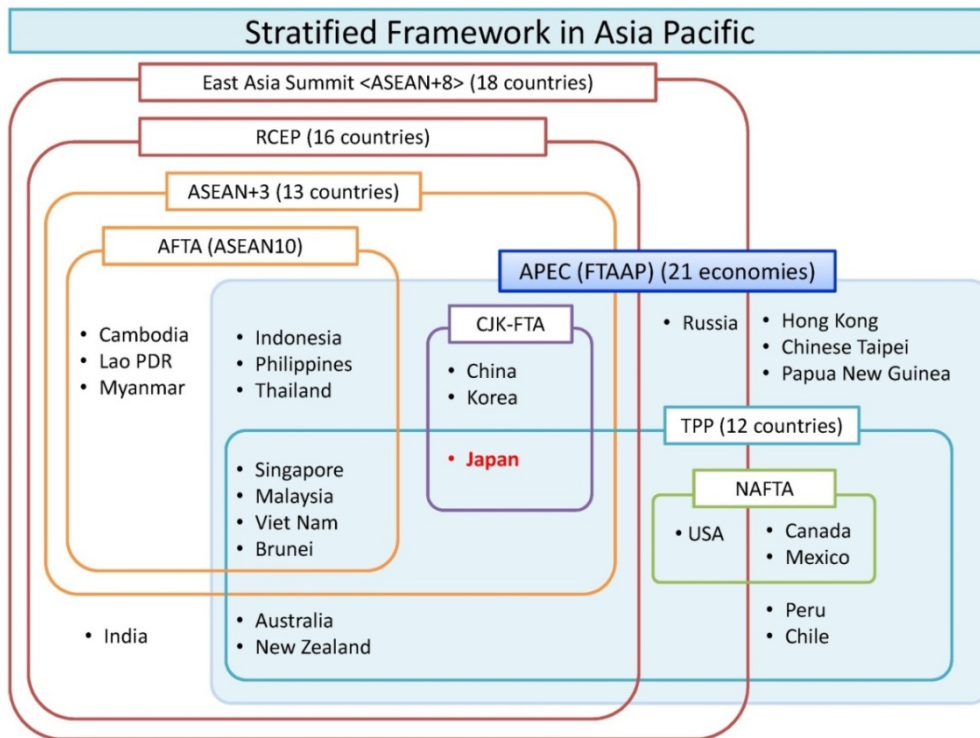 Stratified Framework in Asia Pacific
East Asia Summit <ASEAN+8> (18 countries)
RCEP (16 countries)
ASEAN+3 (13 countries)
AFTA (ASEAN10)
APEC (FTAAP) (21 economies)
• Cambodia
• Lao PDR
• Myanmar
• Indonesia
• Philippines
• Thailand
CJK-FTA
• China
• Korea
• Japan
• Russia
• Hong Kong
• Chinese Taipei
• Papua New Guinea
TPP (12 countries)
• Singapore
• Malaysia
• Viet Nam
• Brunei
NAFTA
• USA
• Canada
• Mexico
• India
• Australia
• New Zealand
• Peru
• Chile